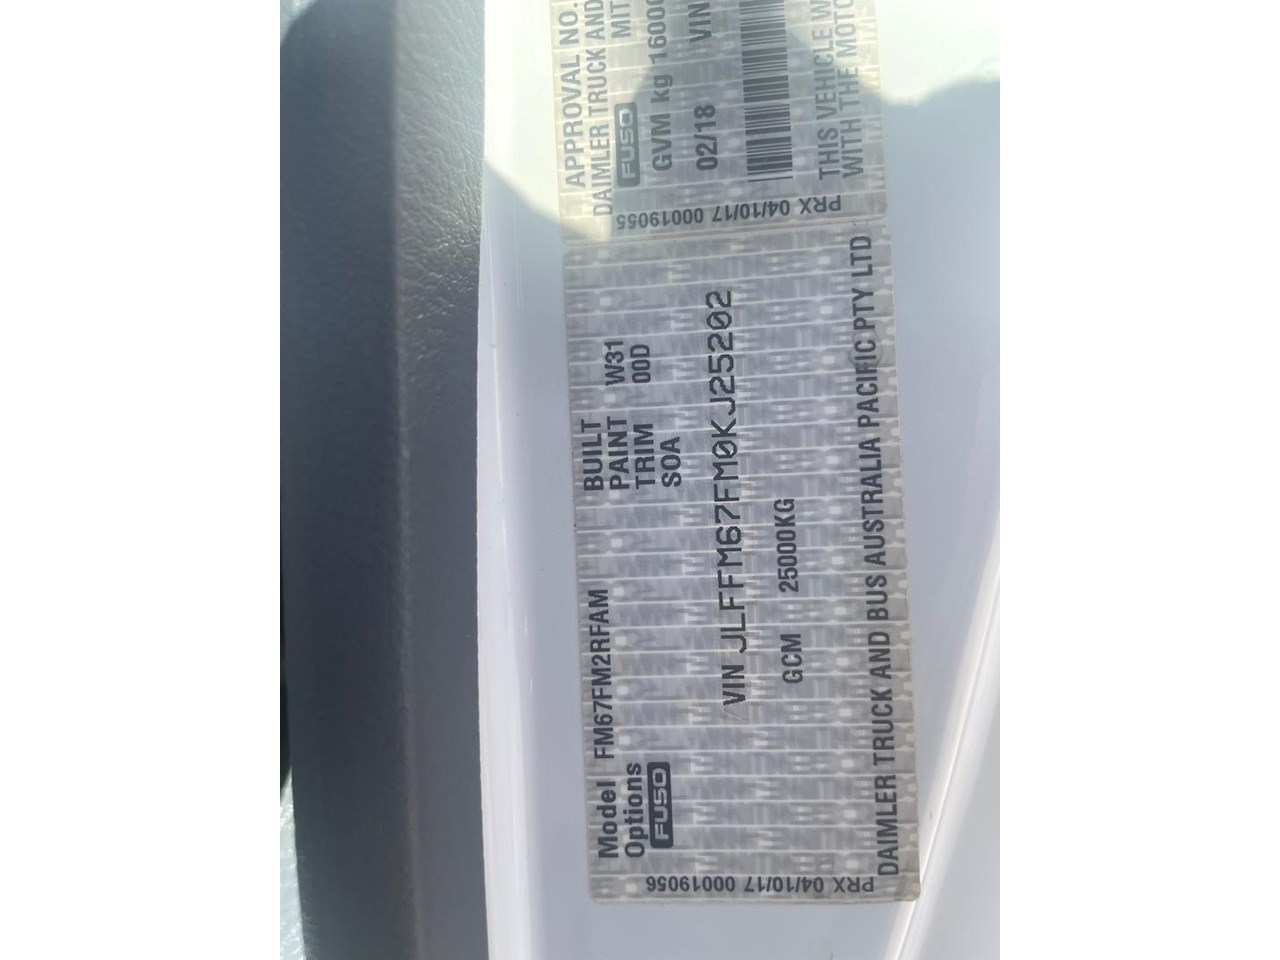 APPROVAL NO.
DAIMLER TRUCK AND
MIT
FUSO
GVM kg 16000
02/18 VIN
THIS VEHICLE W
WITH THE MOTO
PRX 04/10/17 00019055
Model FM67FM2RFAM
Options
FUSO
BUILT
PAINT W31
TRIM 00D
SOA
VIN JLFFM67FM0KJ25202
GCM 25000KG
DAIMLER TRUCK AND BUS AUSTRALIA PACIFIC PTY LTD
PRX 04/10/17 00019056